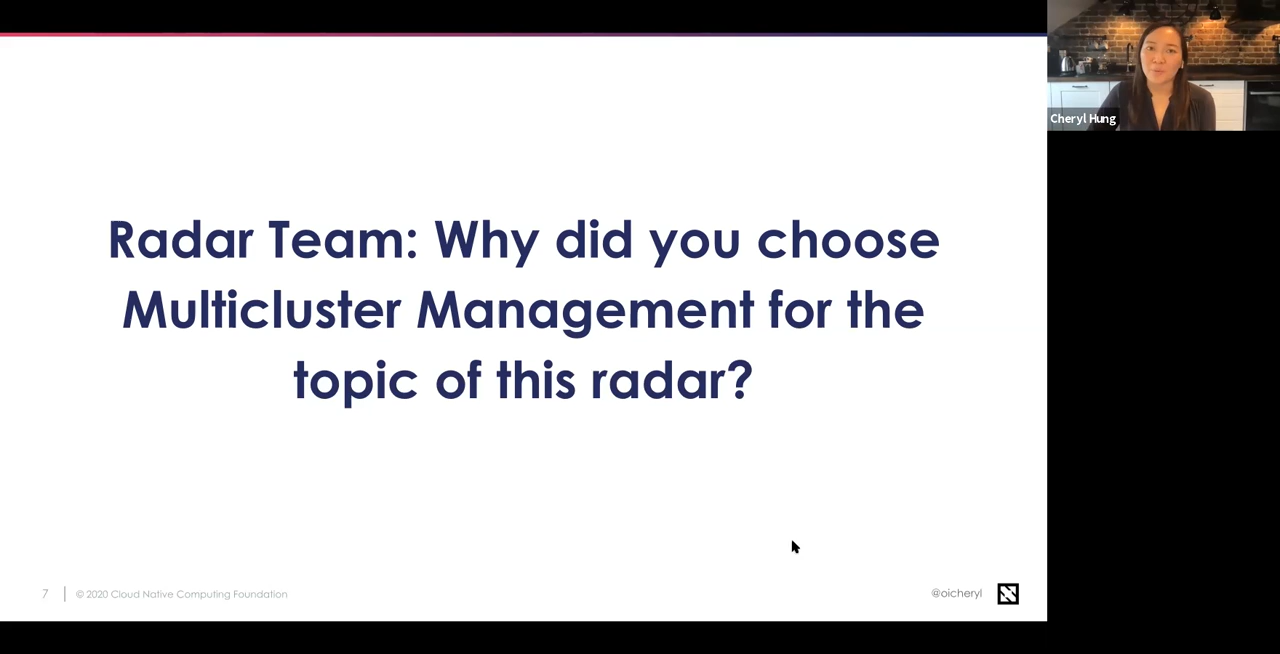 Cheryl Hung
Radar Team: Why did you choose
Multicluster Management for the
topic of this radar?
7
© 2020 Cloud Native Computing Foundation
@oicheryl